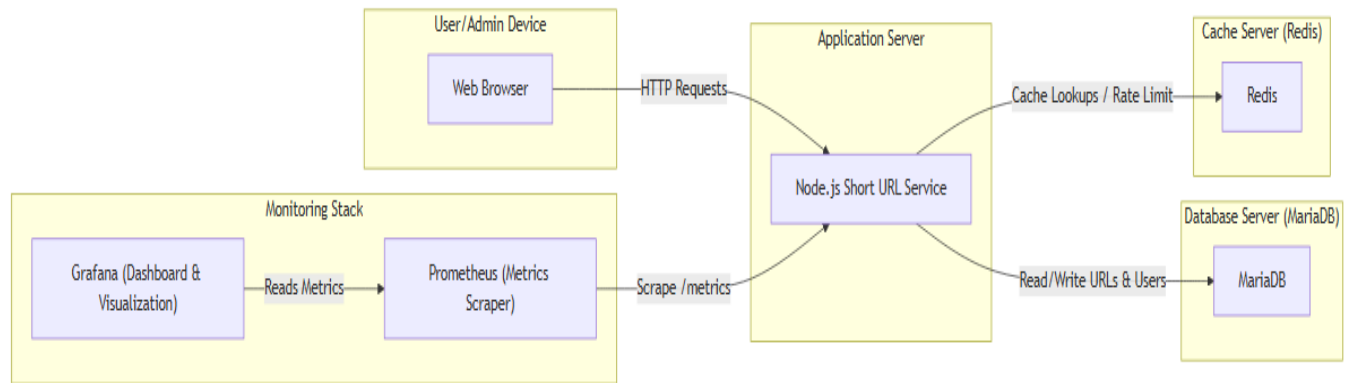 User/Admin Device
Web Browser
HTTP Requests
Application Server
Node.js Short URL Service
Cache Lookups / Rate Limit
Cache Server (Redis)
Redis
Monitoring Stack
Grafana (Dashboard &
Visualization)
Reads Metrics
Prometheus (Metrics
Scraper)
Scrape /metrics
Read/Write URLs & Users
Database Server (MariaDB)
MariaDB